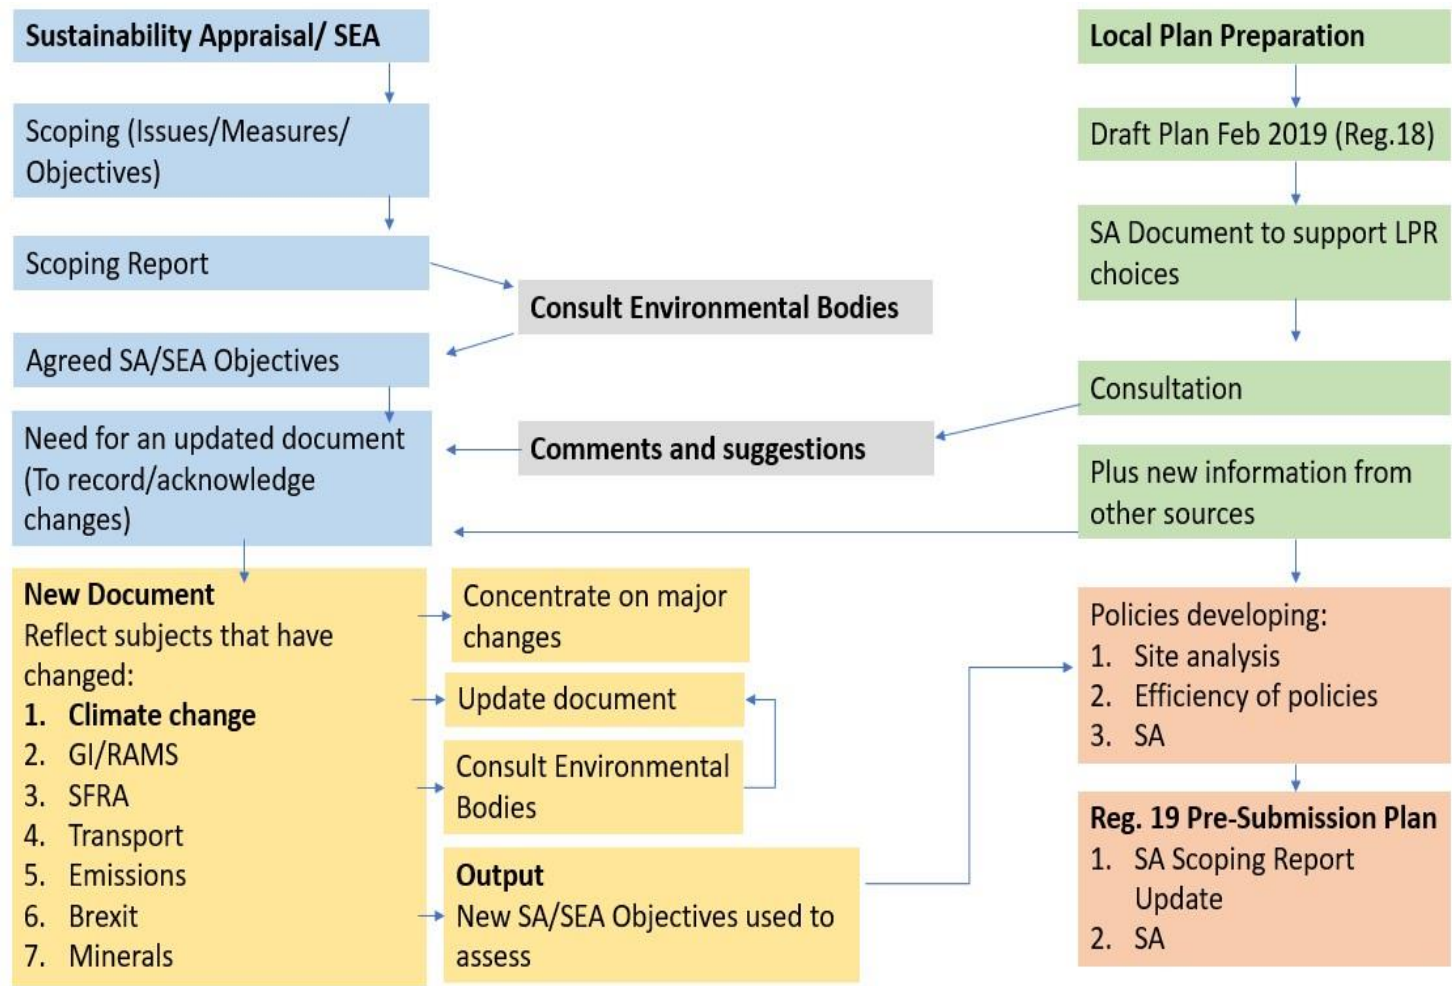 Sustainability Appraisal/ SEA
Scoping (Issues/Measures/
Objectives)
Scoping Report
Agreed SA/SEA Objectives
Need for an updated document
(To record/acknowledge
changes)
Consult Environmental Bodies
Comments and suggestions
Local Plan Preparation
Draft Plan Feb 2019 (Reg.18)
SA Document to support LPR
choices
Consultation
Plus new information from
other sources
New Document
Reflect subjects that have
changed:
1. Climate change
2. GI/RAMS
3. SFRA
4. Transport
5. Emissions
6. Brexit
7. Minerals
Concentrate on major
changes
Update document
Consult Environmental
Bodies
Output
New SA/SEA Objectives used to
assess
Policies developing:
1. Site analysis
2. Efficiency of policies
3. SA
Reg. 19 Pre-Submission Plan
1. SA Scoping Report
Update
2. SA